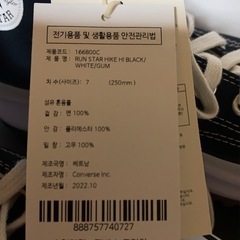 전기용품 및 생활용품 안전관리법
제품코드 : 166800C
제 품 명 : RUN STAR HIKE HI BLACK/
WHITE/GUM
치 수(사이즈) : 7 (250mm)
섬유 혼용률
겉 감 : 면 100%
안 감 : 폴리에스터 100%
밑 창 : 고무 100%
제조국명 : 베트남
제조자명 : Converse Inc.
제조년월 : 2022.10
888757740727
STAR